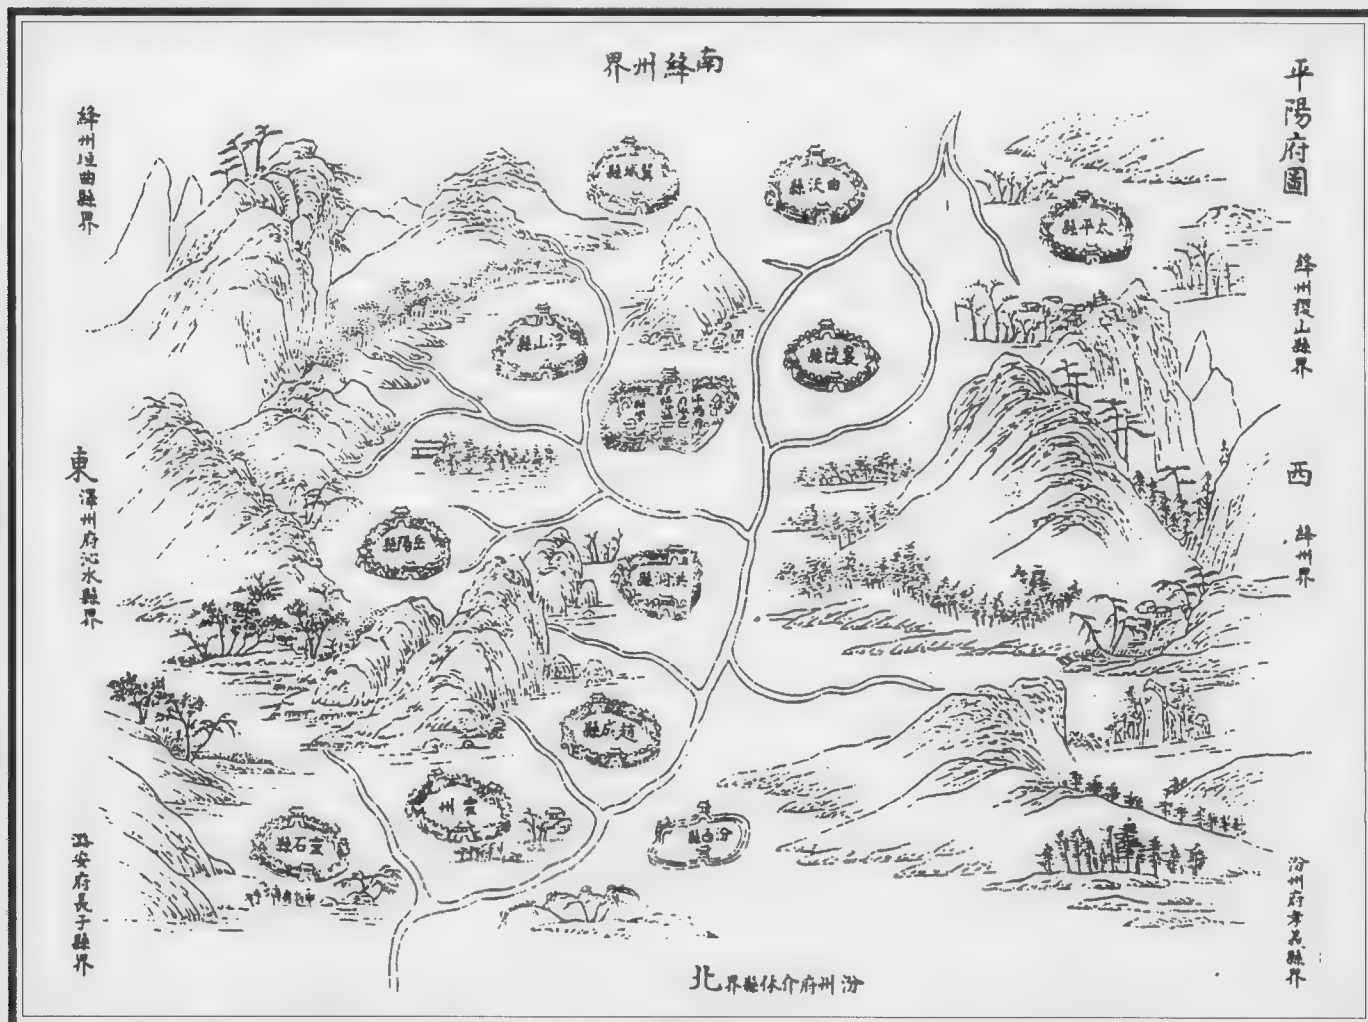 平陽府圖
南絳州界
絳州垣曲縣界
翼城縣
曲沃縣
太平縣
絳州稷山縣界
浮山縣
襄陵縣
東
澤州府沁水縣界
西
絳州界
岳陽縣
洪洞縣
趙城縣
霍州
靈石縣
汾西縣
潞安府長子縣界
汾州府孝義縣界
北
汾州府介休縣界